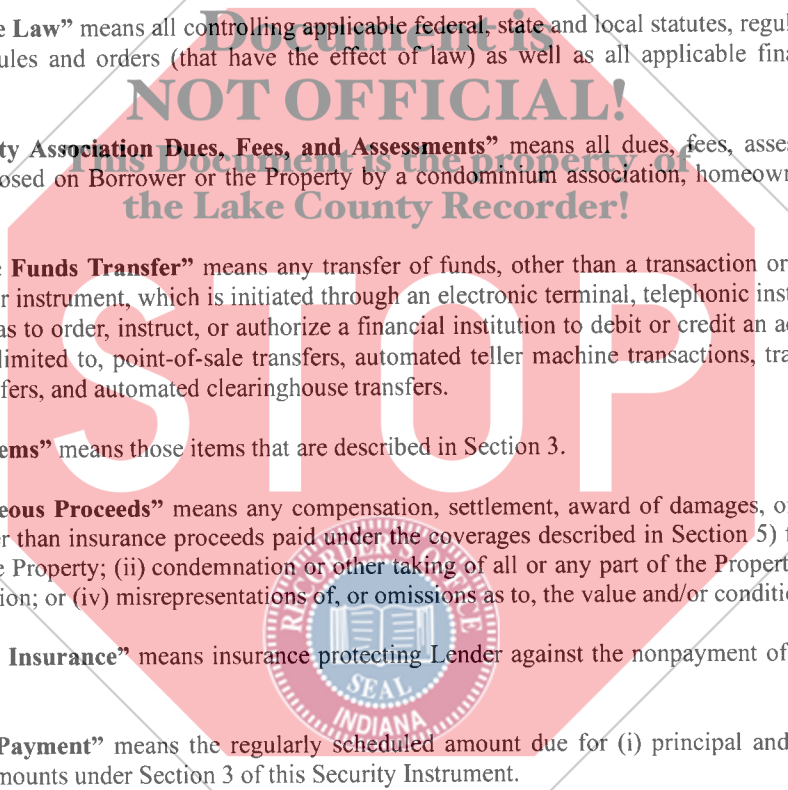 e Law” means all controlling applicable federal, state and local statutes, regul
ules and orders (that have the effect of law) as well as all applicable fina
ty Association Dues, Fees, and Assessments” means all dues, fees, asses
osed on Borrower or the Property by a condominium association, homeown
Funds Transfer” means any transfer of funds, other than a transaction or
r instrument, which is initiated through an electronic terminal, telephonic inst
as to order, instruct, or authorize a financial institution to debit or credit an a
limited to, point-of-sale transfers, automated teller machine transactions, tra
fers, and automated clearinghouse transfers.
ems” means those items that are described in Section 3.
eous Proceeds” means any compensation, settlement, award of damages, o
r than insurance proceeds paid under the coverages described in Section 5)
e Property; (ii) condemnation or other taking of all or any part of the Propert
ion; or (iv) misrepresentations of, or omissions as to, the value and/or conditi
Insurance” means insurance protecting Lender against the nonpayment of
Payment” means the regularly scheduled amount due for (i) principal and
mounts under Section 3 of this Security Instrument.
Document is
NOT OFFICIAL!
This Document is the property of
the Lake County Recorder!
STOP
RECORDER'S OFFICE
SEAL
INDIANA